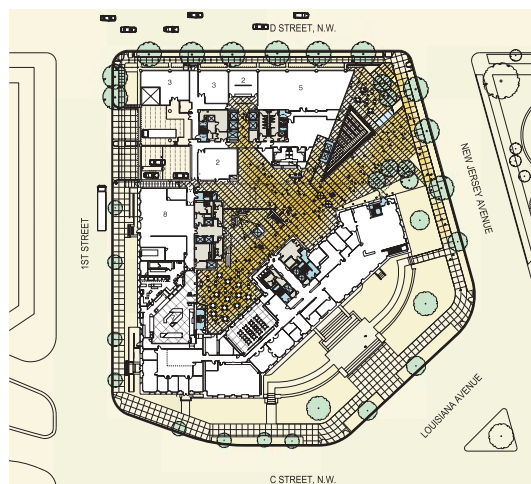 D STREET, N.W.
3
3
2
5
2
8
1ST STREET
NEW JERSEY AVENUE
LOUISIANA AVENUE
C STREET, N.W.